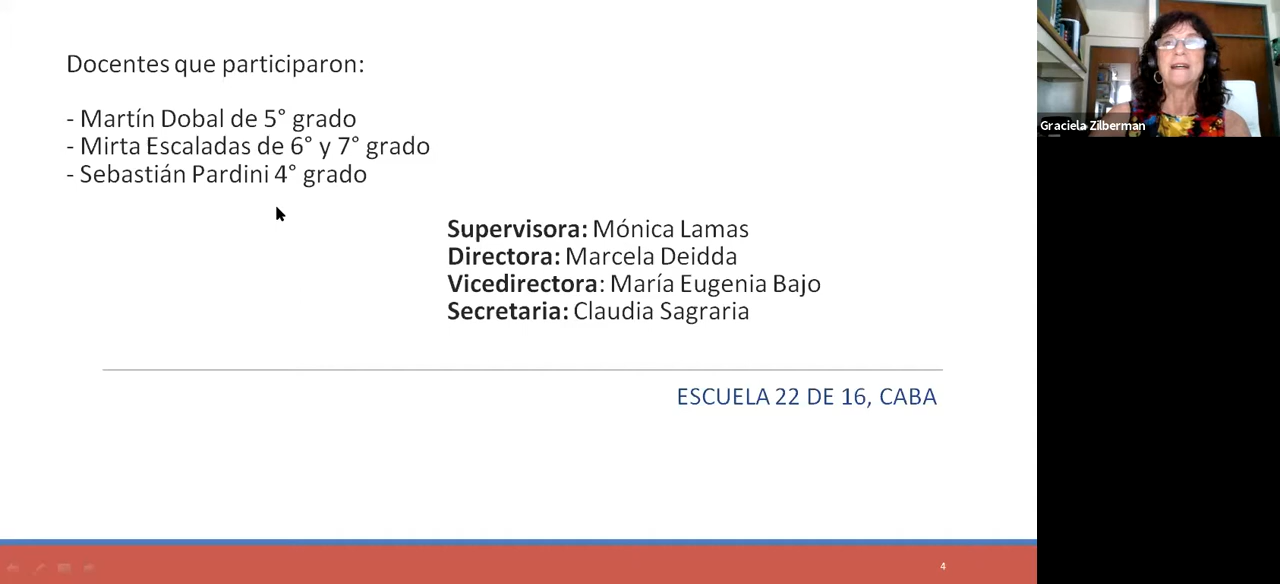 Docentes que participaron:
- Martín Dobal de 5° grado
- Mirta Escaladas de 6° y 7° grado
- Sebastián Pardini 4° grado
Supervisora: Mónica Lamas
Directora: Marcela Deidda
Vicedirectora: María Eugenia Bajo
Secretaria: Claudia Sagraria
ESCUELA 22 DE 16, CABA
4
Graciela Zilberman